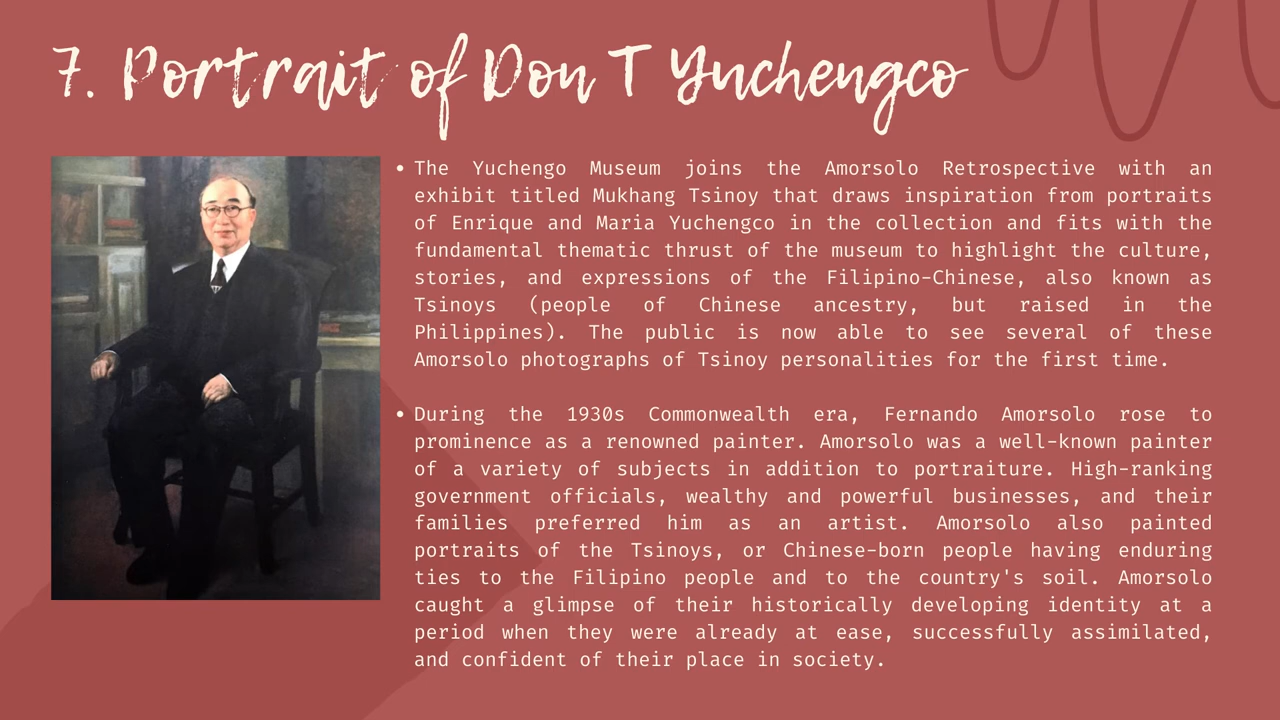 7. Portrait of Don T Yuchengco
• The Yuchengo Museum joins the Amorsolo Retrospective with an
exhibit titled Mukhang Tsinoy that draws inspiration from portraits
of Enrique and Maria Yuchengco in the collection and fits with the
fundamental thematic thrust of the museum to highlight the culture,
stories, and expressions of the Filipino-Chinese, also known as
Tsinoys (people of Chinese ancestry, but raised in the
Philippines). The public is now able to see several of these
Amorsolo photographs of Tsinoy personalities for the first time.
• During the 1930s Commonwealth era, Fernando Amorsolo rose to
prominence as a renowned painter. Amorsolo was a well-known painter
of a variety of subjects in addition to portraiture. High-ranking
government officials, wealthy and powerful businesses, and their
families preferred him as an artist. Amorsolo also painted
portraits of the Tsinoys, or Chinese-born people having enduring
ties to the Filipino people and to the country's soil. Amorsolo
caught a glimpse of their historically developing identity at a
period when they were already at ease, successfully assimilated,
and confident of their place in society.